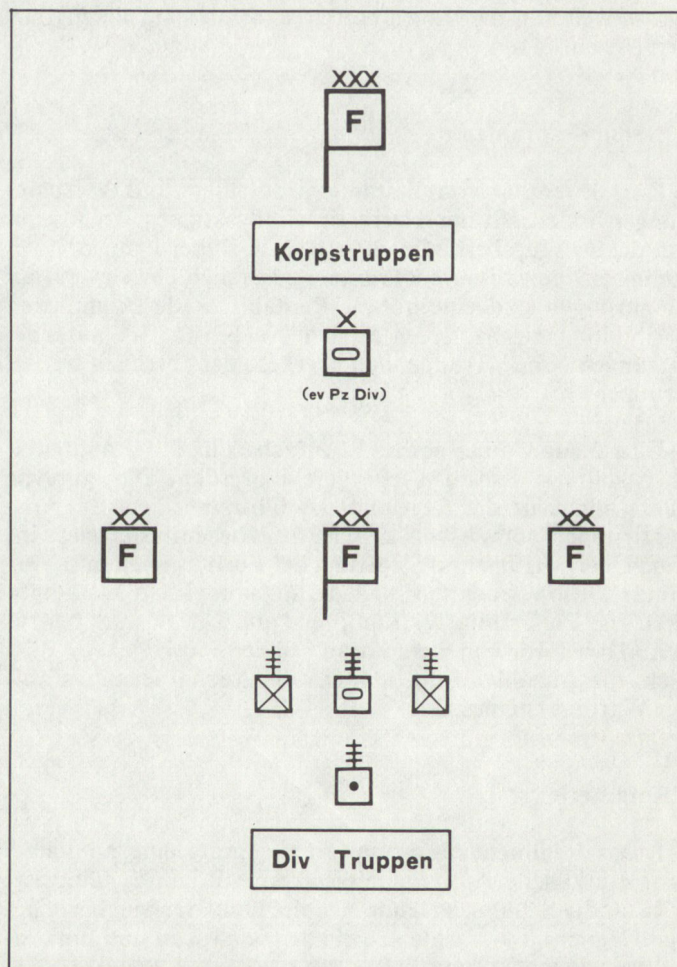 XXX
F
Korpstruppen
X
(ev Pz Div)
XX XX XX
F F F
Div Truppen